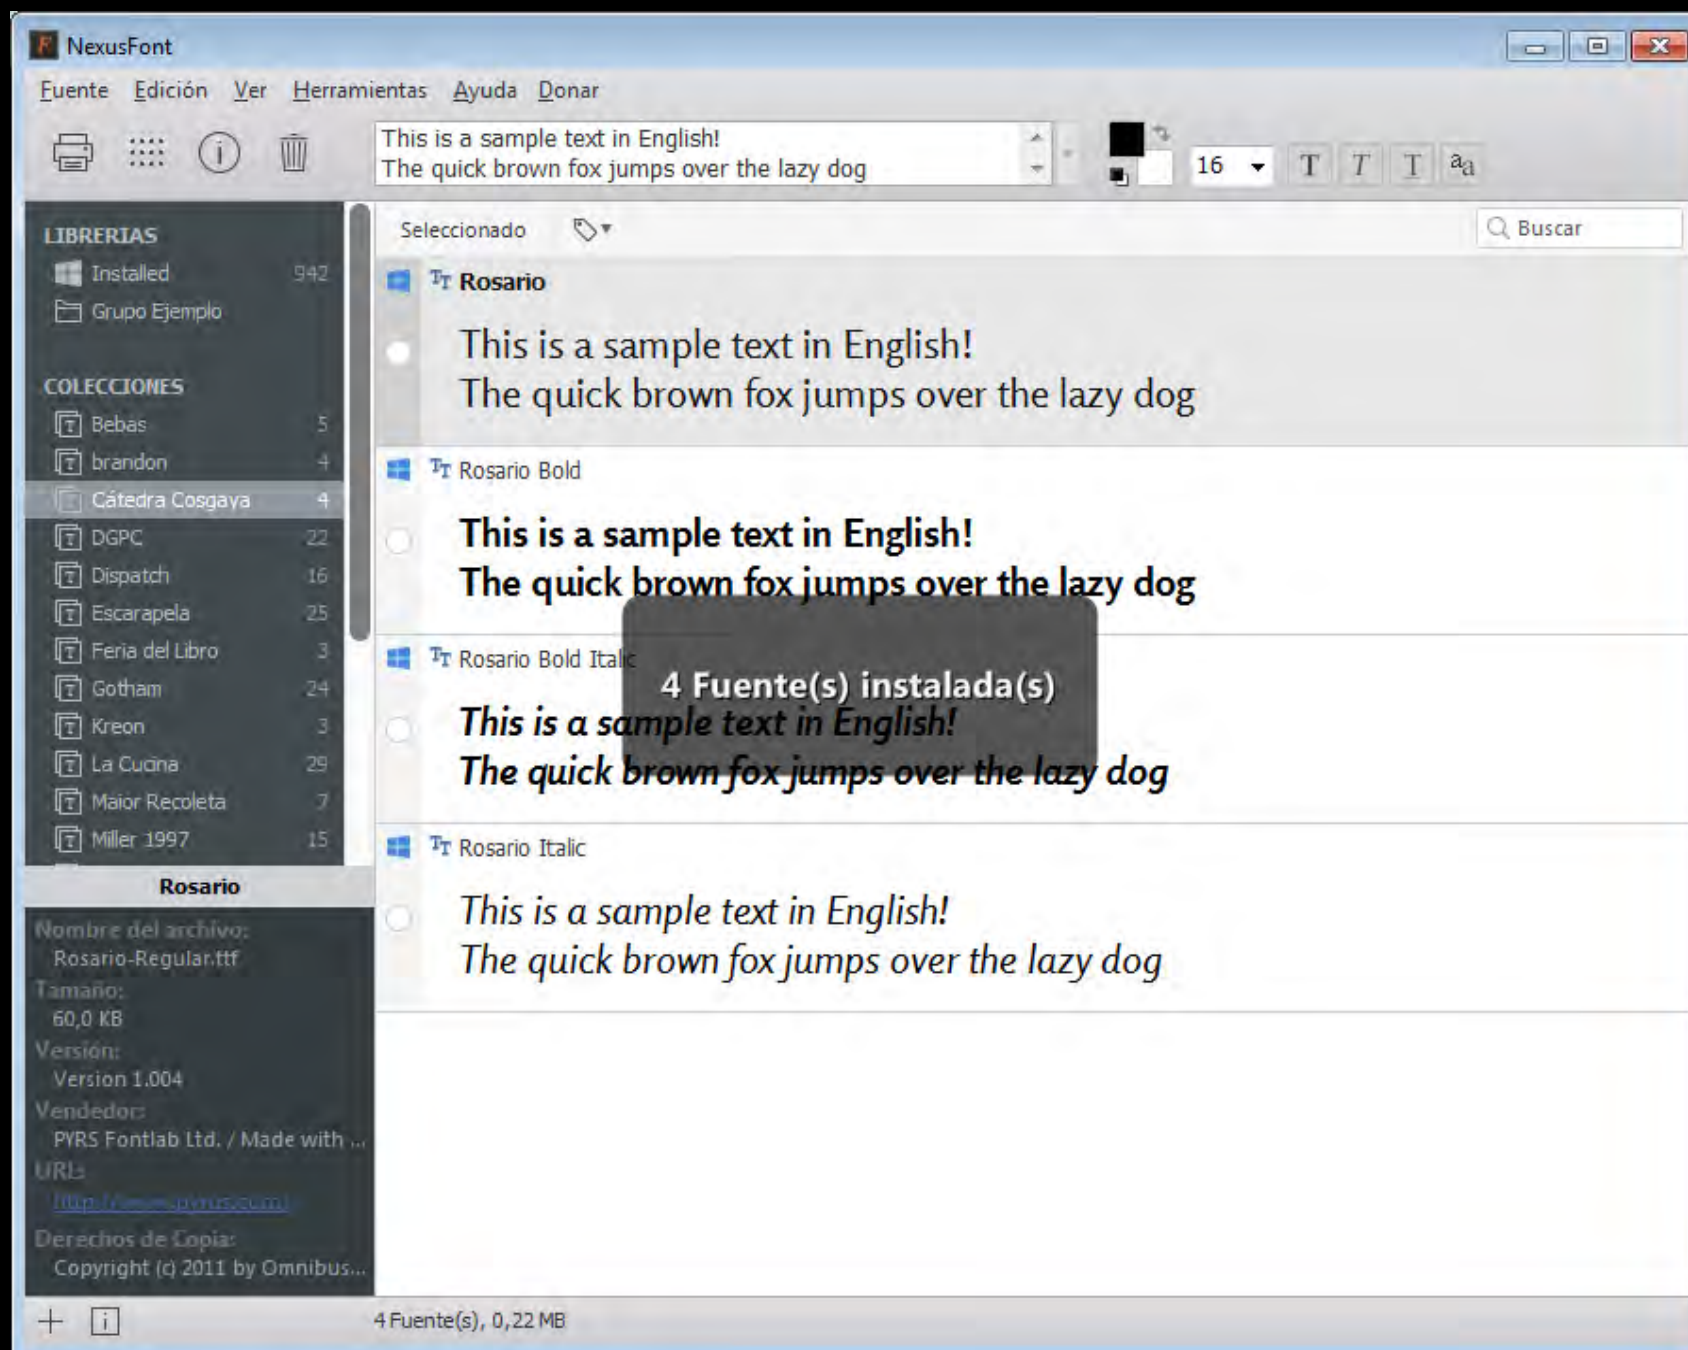 NexusFont
Fuente Edición Ver Herramientas Ayuda Donar
This is a sample text in English!
The quick brown fox jumps over the lazy dog
16 T T T aa
LIBRERIAS
Installed 942
Grupo Ejemplo
COLECCIONES
Bebas 5
brandon 4
Cátedra Cosgaya 4
DGPC 22
Dispatch 16
Escarapela 25
Feria del Libro 3
Gotham 24
Kreon 3
La Cucina 29
Maior Recoleta 7
Miller 1997 15
Rosario
Nombre del archivo:
Rosario-Regular.ttf
Tamaño:
60,0 KB
Versión:
Version 1.004
Vendedor:
PYRS Fontlab Ltd. / Made with ...
URL:
http://www.pyrus.com/
Derechos de Copia:
Copyright (c) 2011 by Omnibus...
Seleccionado
Buscar
Rosario
This is a sample text in English!
The quick brown fox jumps over the lazy dog
Rosario Bold
This is a sample text in English!
The quick brown fox jumps over the lazy dog
Rosario Bold Italic
4 Fuente(s) instalada(s)
This is a sample text in English!
The quick brown fox jumps over the lazy dog
Rosario Italic
This is a sample text in English!
The quick brown fox jumps over the lazy dog
4 Fuente(s), 0,22 MB